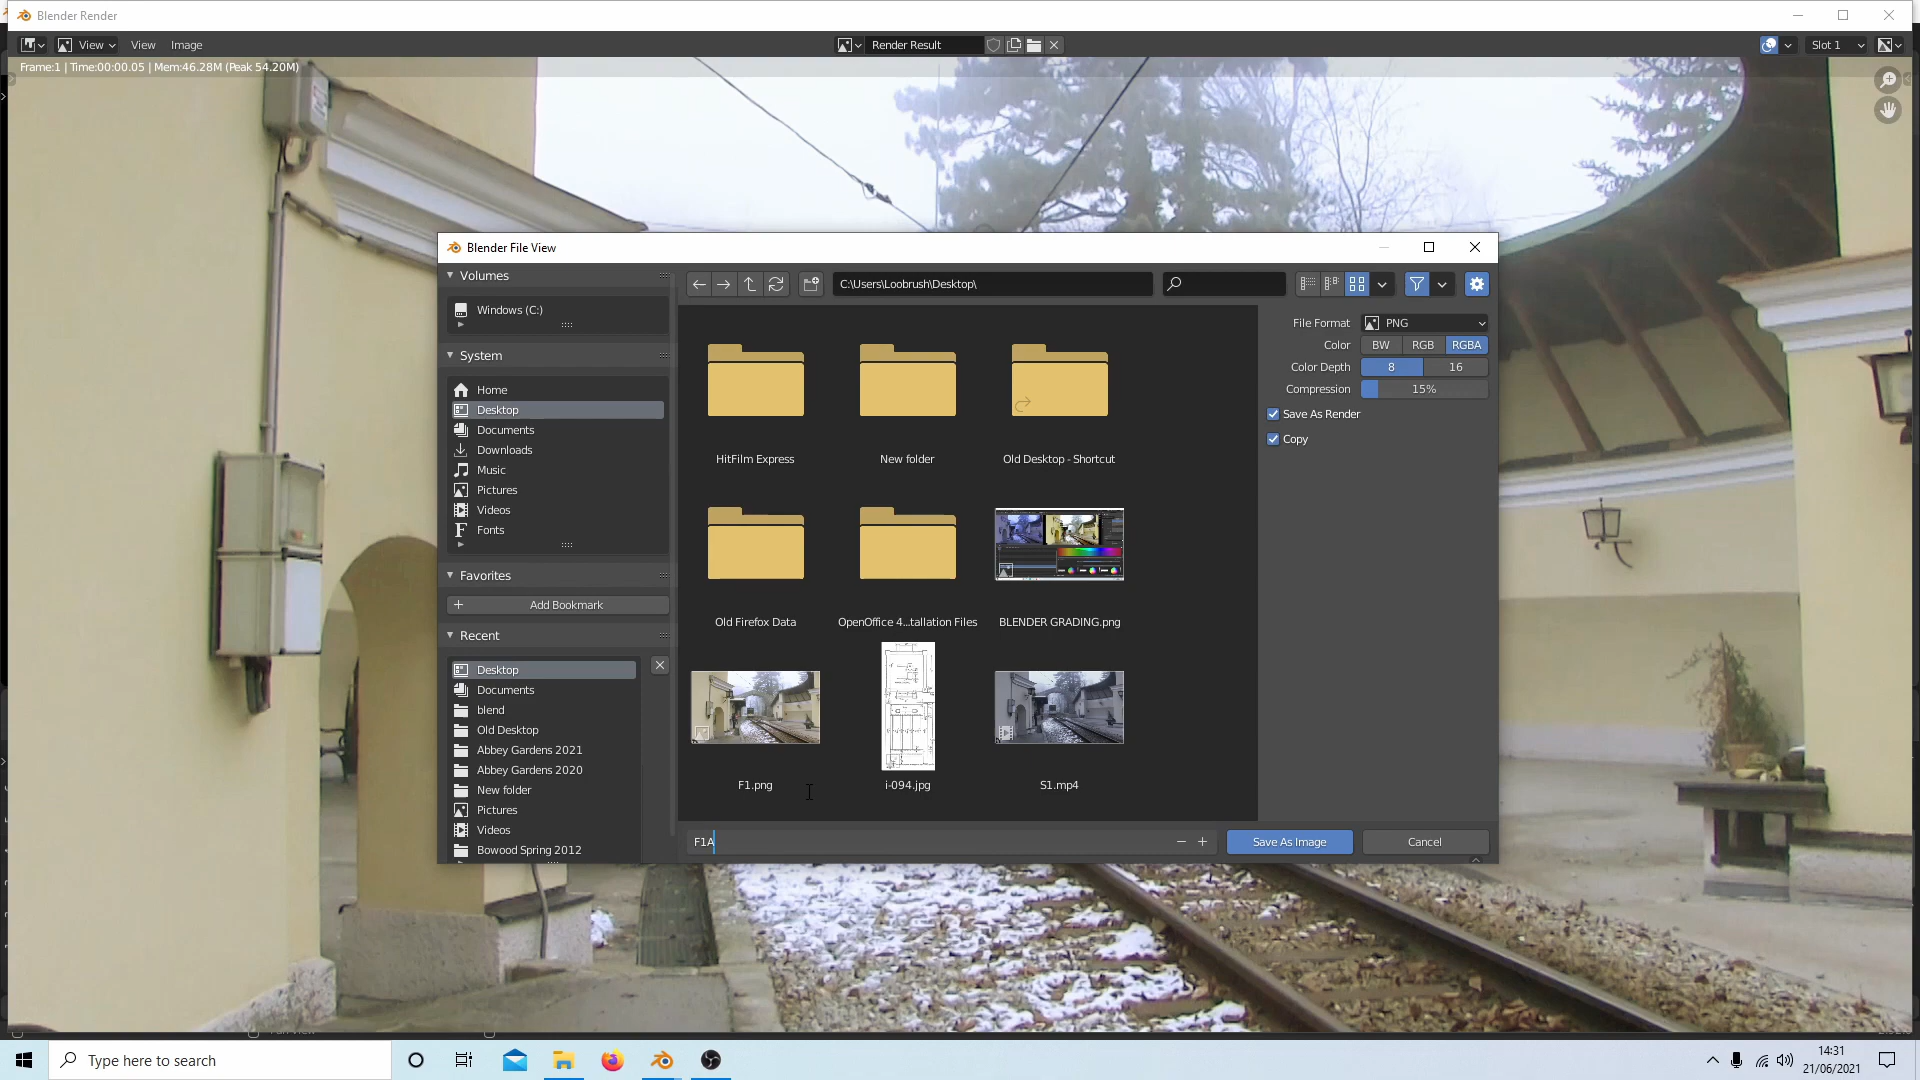 Blender Render
View
View
Image
Render Result
Slot 1
Frame:1 | Time:00:00.05 | Mem:46.28M (Peak 54.20M)
Blender File View
Volumes
Windows (C:)
System
Home
Desktop
Documents
Downloads
Music
Pictures
Videos
Fonts
Favorites
Add Bookmark
Recent
Desktop
Documents
blend
Old Desktop
Abbey Gardens 2021
Abbey Gardens 2020
New folder
Pictures
Videos
Bowood Spring 2012
C:\Users\Loobrush\Desktop\
HitFilm Express
New folder
Old Desktop - Shortcut
Old Firefox Data
OpenOffice 4...tallation Files
BLENDER GRADING.png
F1.png
i-094.jpg
S1.mp4
File Format
PNG
Color
BW
RGB
RGBA
Color Depth
8
16
Compression
15%
Save As Render
Copy
F1A
Save As Image
Cancel
Type here to search
14:31
21/06/2021